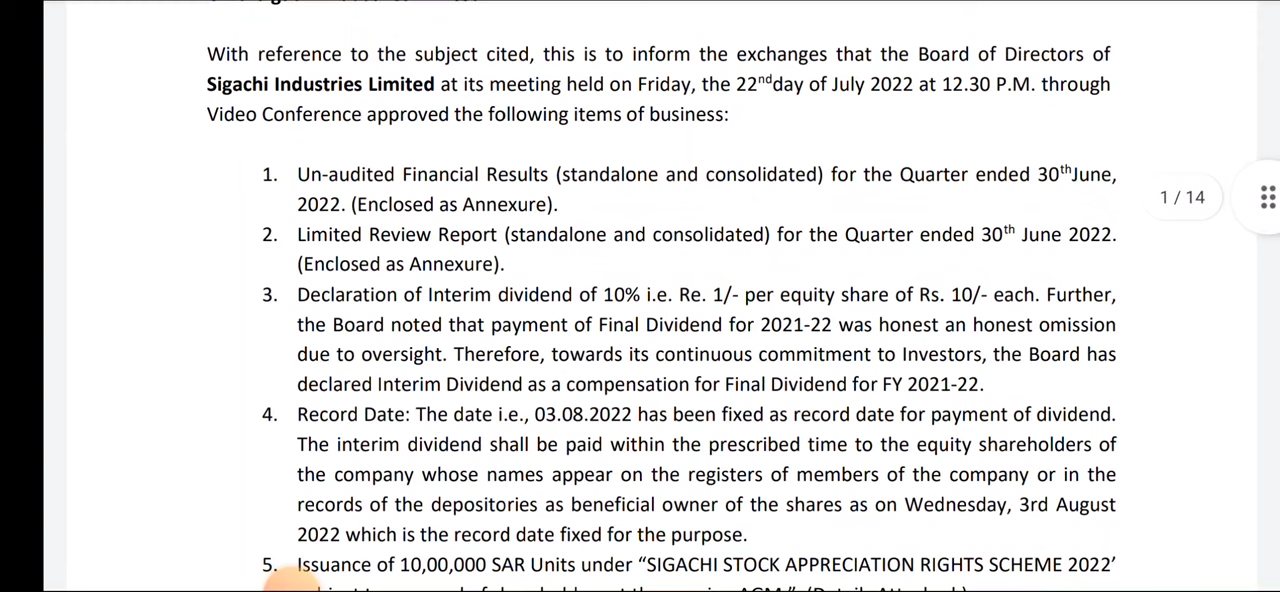 With reference to the subject cited, this is to inform the exchanges that the Board of Directors of
Sigachi Industries Limited at its meeting held on Friday, the 22ndday of July 2022 at 12.30 P.M. through
Video Conference approved the following items of business:
1. Un-audited Financial Results (standalone and consolidated) for the Quarter ended 30thJune,
2022. (Enclosed as Annexure).
2. Limited Review Report (standalone and consolidated) for the Quarter ended 30th June 2022.
(Enclosed as Annexure).
3. Declaration of Interim dividend of 10% i.e. Re. 1/- per equity share of Rs. 10/- each. Further,
the Board noted that payment of Final Dividend for 2021-22 was honest an honest omission
due to oversight. Therefore, towards its continuous commitment to Investors, the Board has
declared Interim Dividend as a compensation for Final Dividend for FY 2021-22.
4. Record Date: The date i.e., 03.08.2022 has been fixed as record date for payment of dividend.
The interim dividend shall be paid within the prescribed time to the equity shareholders of
the company whose names appear on the registers of members of the company or in the
records of the depositories as beneficial owner of the shares as on Wednesday, 3rd August
2022 which is the record date fixed for the purpose.
5. Issuance of 10,00,000 SAR Units under “SIGACHI STOCK APPRECIATION RIGHTS SCHEME 2022’
1 / 14